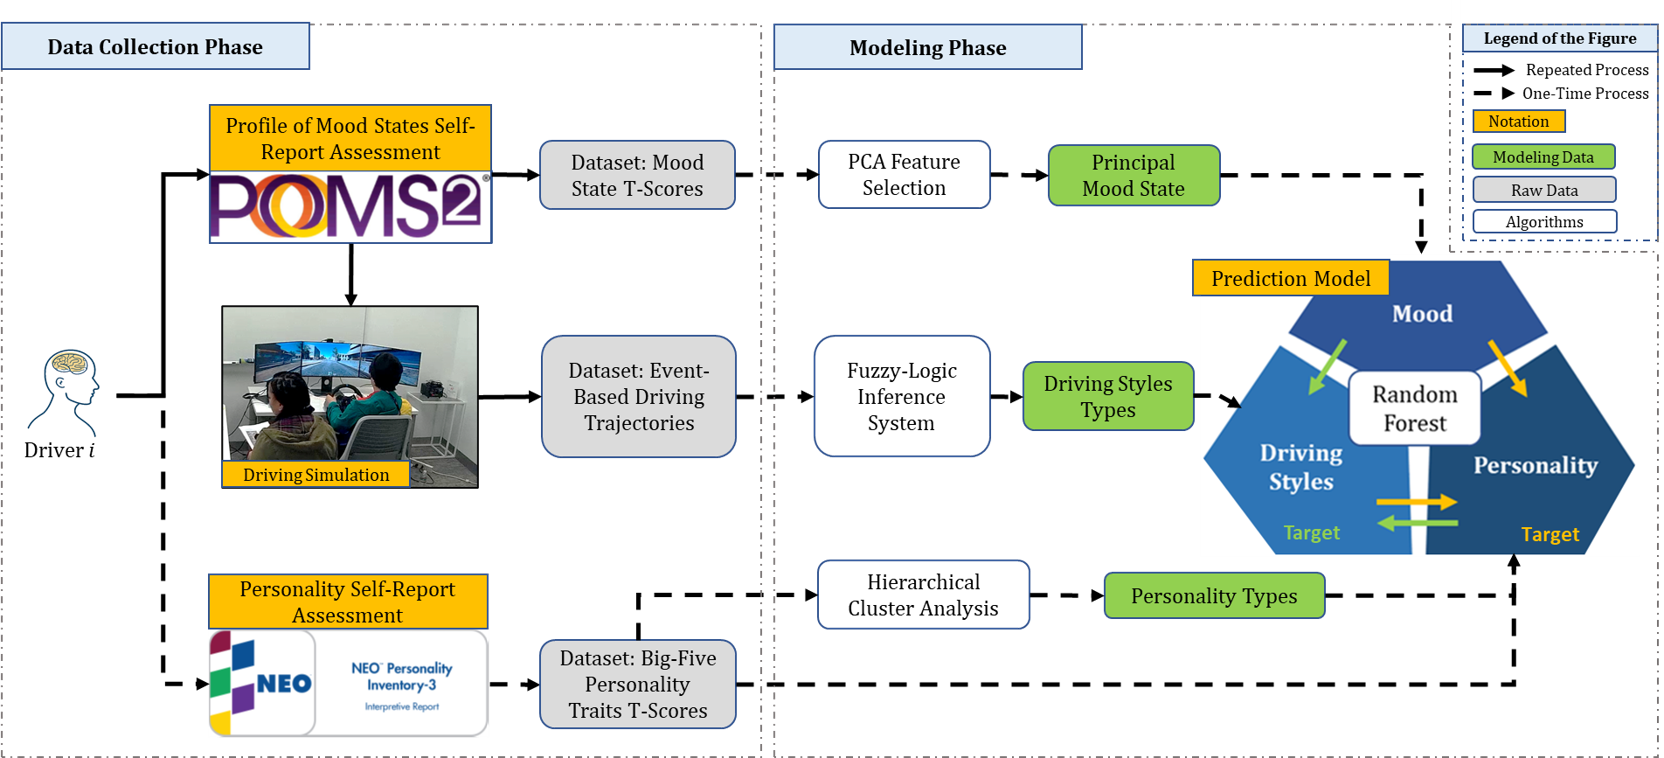 Data Collection Phase
Modeling Phase
Legend of the Figure
Repeated Process
One-Time Process
Notation
Modeling Data
Raw Data
Algorithms
Profile of Mood States Self-
Report Assessment
POMS2®
Dataset: Mood
State T-Scores
PCA Feature
Selection
Principal
Mood State
Driver i
Driving Simulation
Dataset: Event-
Based Driving
Trajectories
Fuzzy-Logic
Inference
System
Driving Styles
Types
Prediction Model
Mood
Random
Forest
Driving
Styles
Target
Personality
Target
Personality Self-Report
Assessment
NEO
NEO™ Personality
Inventory-3
Interpretive Report
Dataset: Big-Five
Personality
Traits T-Scores
Hierarchical
Cluster Analysis
Personality Types